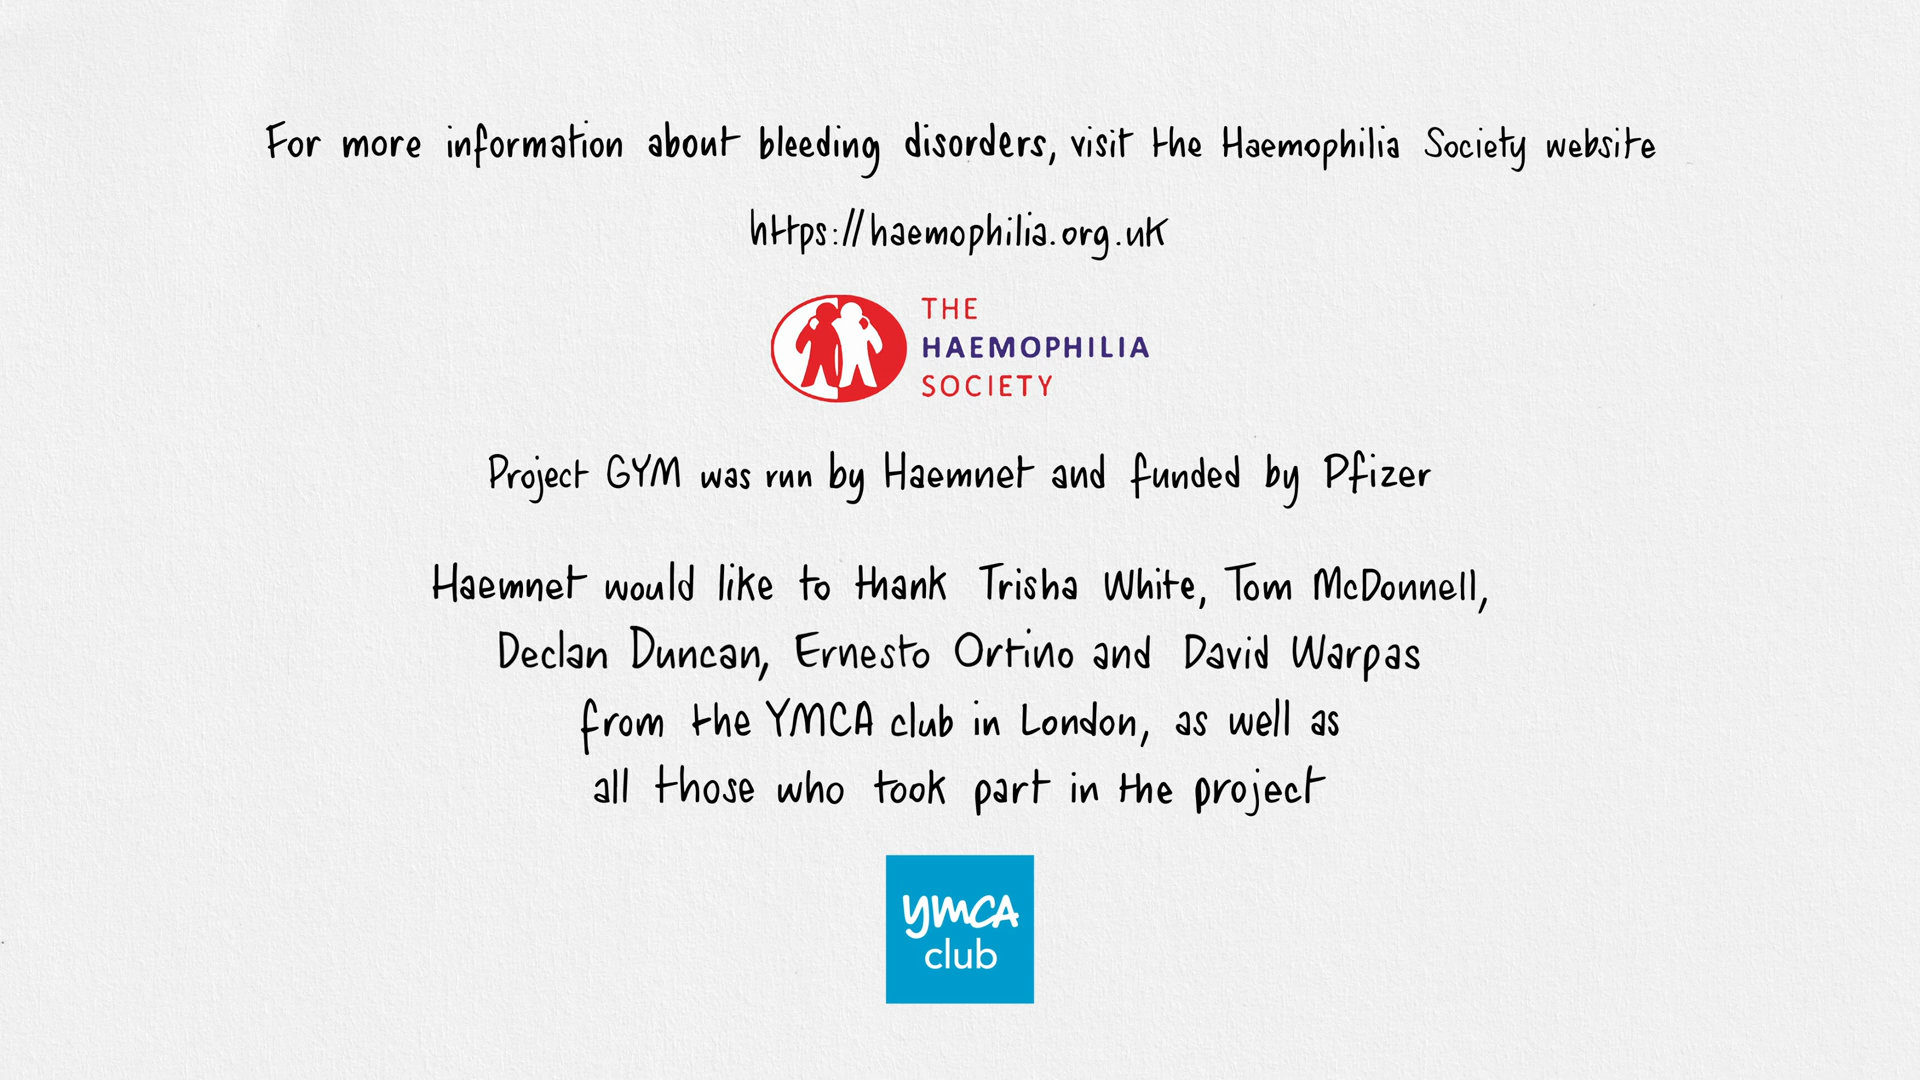 For more information about bleeding disorders, visit the Haemophilia Society website
https://haemophilia.org.uk
THE
HAEMOPHILIA
SOCIETY
Project GYM was run by Haemnet and funded by Pfizer
Haemnet would like to thank Trisha White, Tom McDonnell,
Declan Duncan, Ernesto Ortino and David Warpas
from the YMCA club in London, as well as
all those who took part in the project
YMCA
club